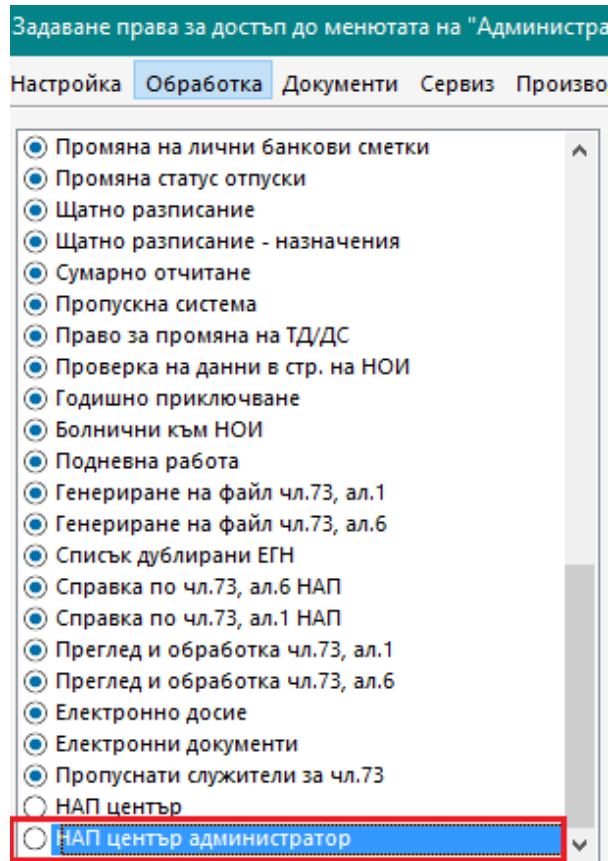 Задаване права за достъп до менютата на "Администра
Настройка Обработка Документи Сервиз Произво
Промяна на лични банкови сметки
Промяна статус отпуски
Щатно разписание
Щатно разписание - назначения
Сумарно отчитане
Пропускна система
Право за промяна на ТД/ДС
Проверка на данни в стр. на НОИ
Годишно приключване
Болнични към НОИ
Подневна работа
Генериране на файл чл.73, ал.1
Генериране на файл чл.73, ал.6
Списък дублирани ЕГН
Справка по чл.73, ал.6 НАП
Справка по чл.73, ал.1 НАП
Преглед и обработка чл.73, ал.1
Преглед и обработка чл.73, ал.6
Електронно досие
Електронни документи
Пропуснати служители за чл.73
НАП център
НАП център администратор